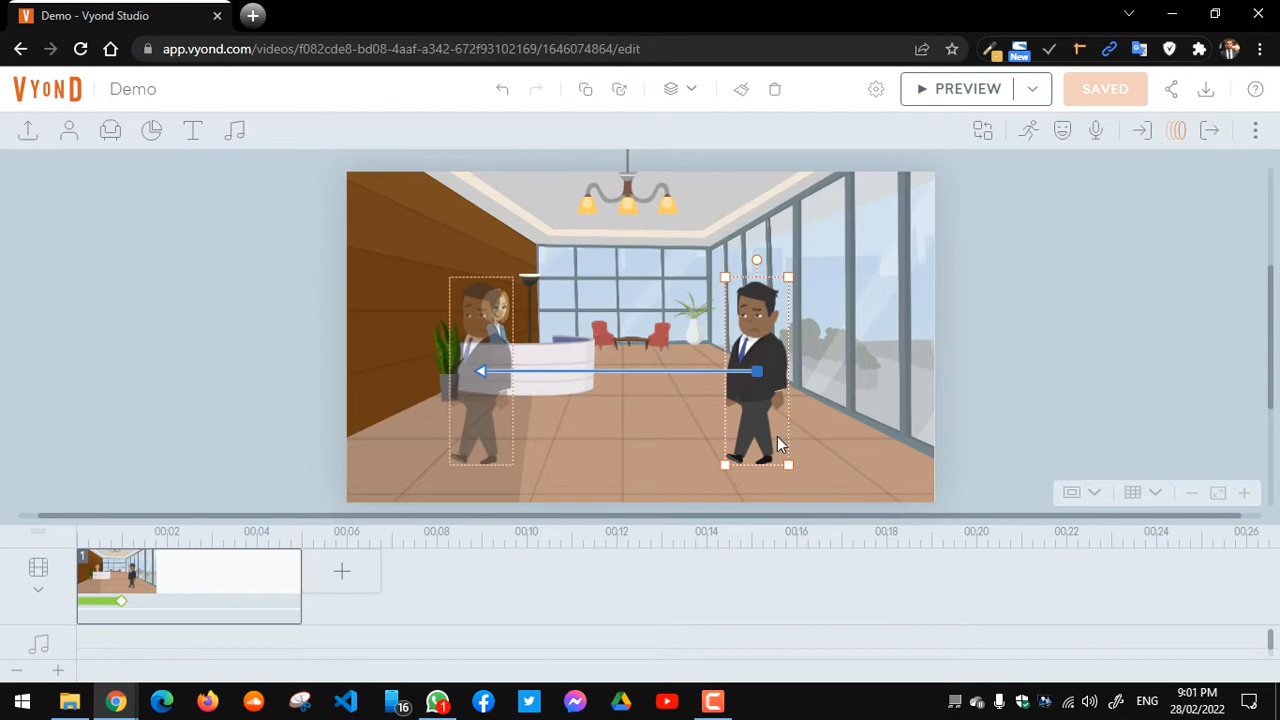 Demo - Vyond Studio
app.vyond.com/videos/f082cde8-bd08-4aaf-a342-672f93102169/1646074864/edit
New
VYOND
Demo
PREVIEW
SAVED
00;02
00;04
00;06
00;08
00;10
00;12
00;14
00;16
00;18
00;20
00;22
00;24
00;26
1
16
1
ENG
9:01 PM
28/02/2022